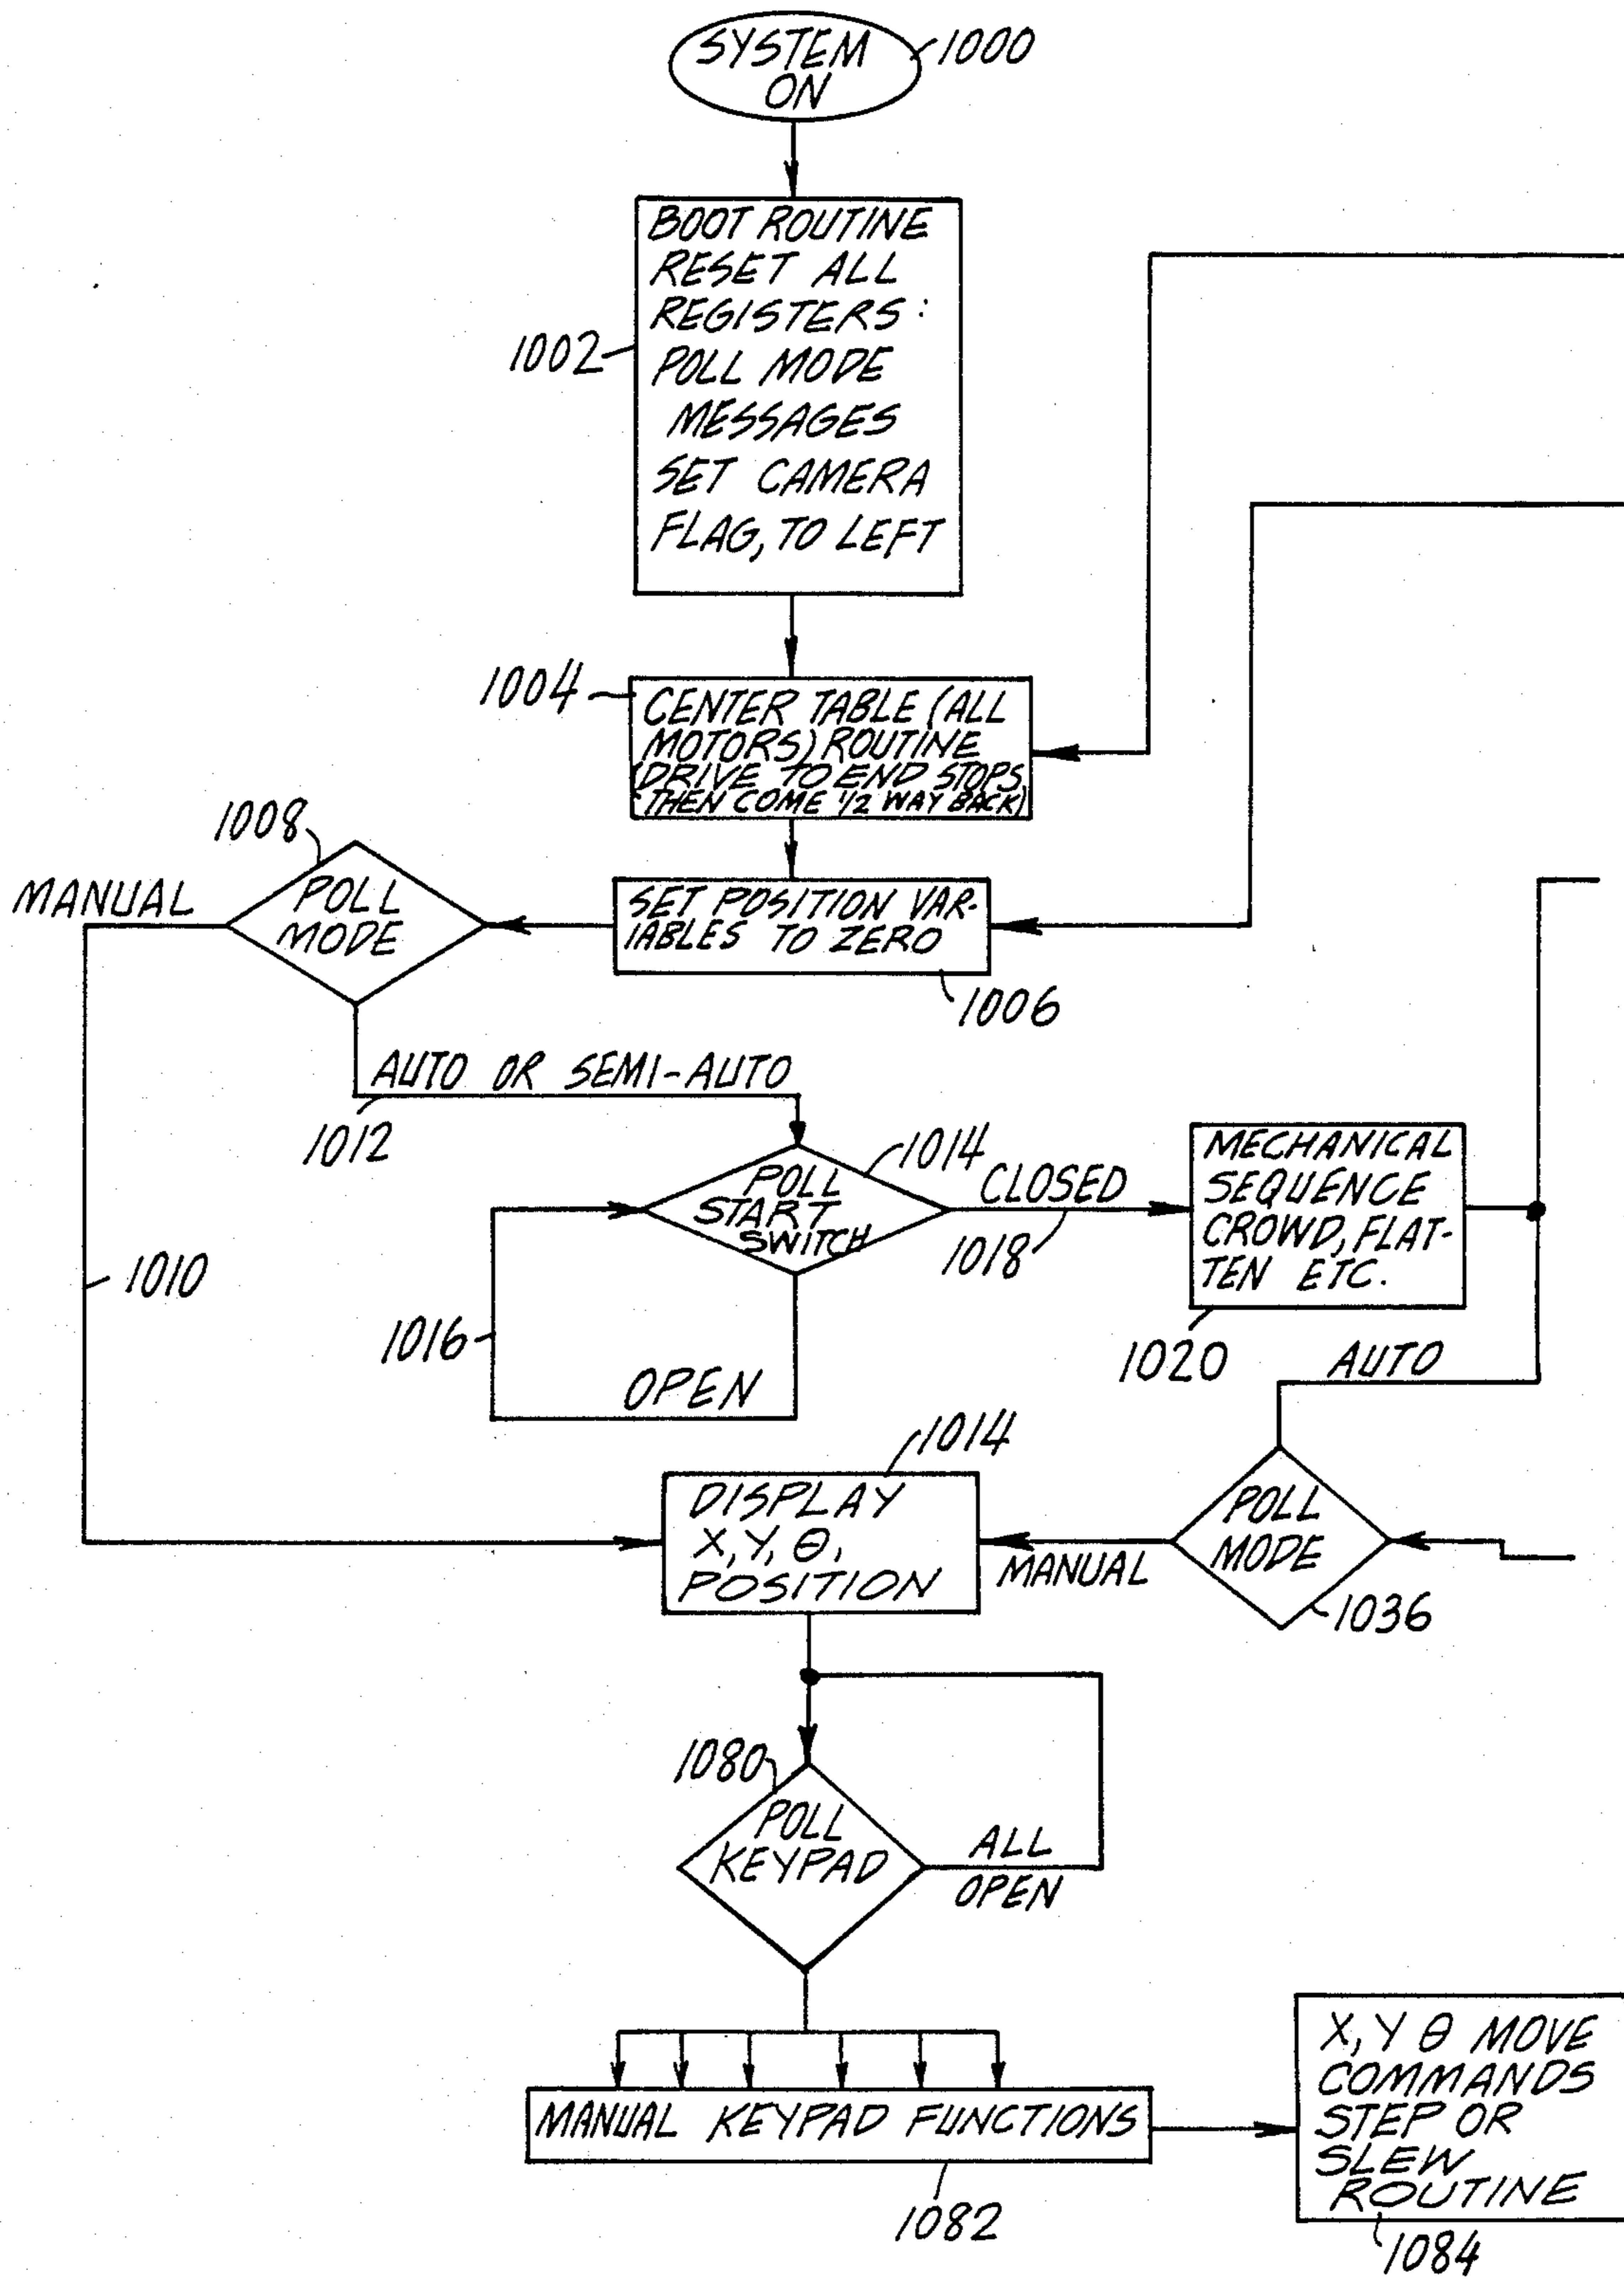 SYSTEM
ON
1000
BOOT ROUTINE
RESET ALL
REGISTERS:
POLL MODE
MESSAGES
SET CAMERA
FLAG, TO LEFT
1002
1004
CENTER TABLE (ALL
MOTORS) ROUTINE
(DRIVE TO END STOPS,
THEN COME 1/2 WAY BACK)
1008
MANUAL
POLL
MODE
SET POSITION VAR-
IABLES TO ZERO
1006
AUTO OR SEMI-AUTO
1012
1014
POLL
START
SWITCH
CLOSED
1018
MECHANICAL
SEQUENCE
CROWD, FLAT-
TEN ETC.
1020
1010
1016
OPEN
AUTO
1014
DISPLAY
X, Y, θ,
POSITION
MANUAL
POLL
MODE
1036
1080
POLL
KEYPAD
ALL
OPEN
MANUAL KEYPAD FUNCTIONS
1082
X, Y θ MOVE
COMMANDS
STEP OR
SLEW
ROUTINE
1084